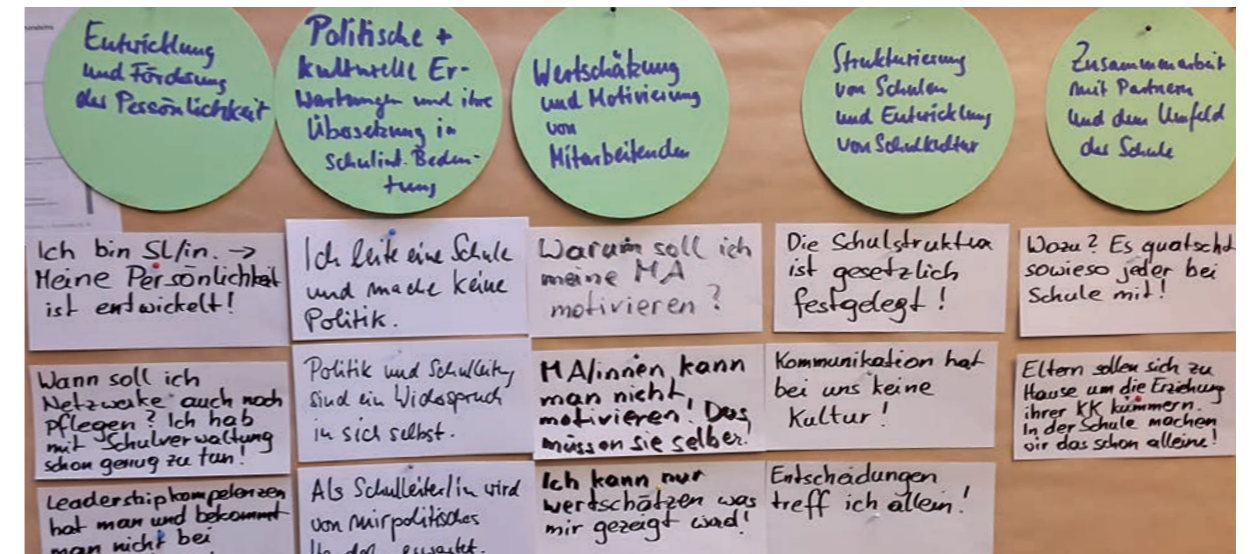 Entwicklung
und Förderung
der Persönlichkeit
Politische +
kulturelle Er-
wartungen und ihre
Übersetzung in
schulint. Bedeu-
tung
Wertschätzung
und Motivierung
von
Mitarbeitenden
Strukturierung
von Schulen
und Entwicklung
von Schulkultur
Zusammenarbeit
mit Partnern
und dem Umfeld
der Schule
Ich bin SL/in. →
Meine Persönlichkeit
ist entwickelt!
Wann soll ich
Netzwerke auch noch
pflegen? Ich hab
mit Schulverwaltung
schon genug zu tun!
Leadershipkompetenzen
hat man und bekommt
man nicht bei
Ich leite eine Schule
und mache keine
Politik.
Politik und Schulleitung
sind ein Widerspruch
in sich selbst.
Als Schulleiter/in wird
von mir politisches
erwartet.
Warum soll ich
meine MA
motivieren?
MA/innen kann
man nicht
motivieren! Das
müssen sie selber.
Ich kann nur
wertschätzen was
mir gezeigt wird!
Die Schulstruktur
ist gesetzlich
festgelegt!
Kommunikation hat
bei uns keine
Kultur!
Entscheidungen
treff ich allein!
Wozu? Es quatscht
sowieso jeder bei
Schule mit!
Eltern sollen sich zu
Hause um die Erziehung
ihrer KK kümmern.
In der Schule machen
wir das schon alleine!